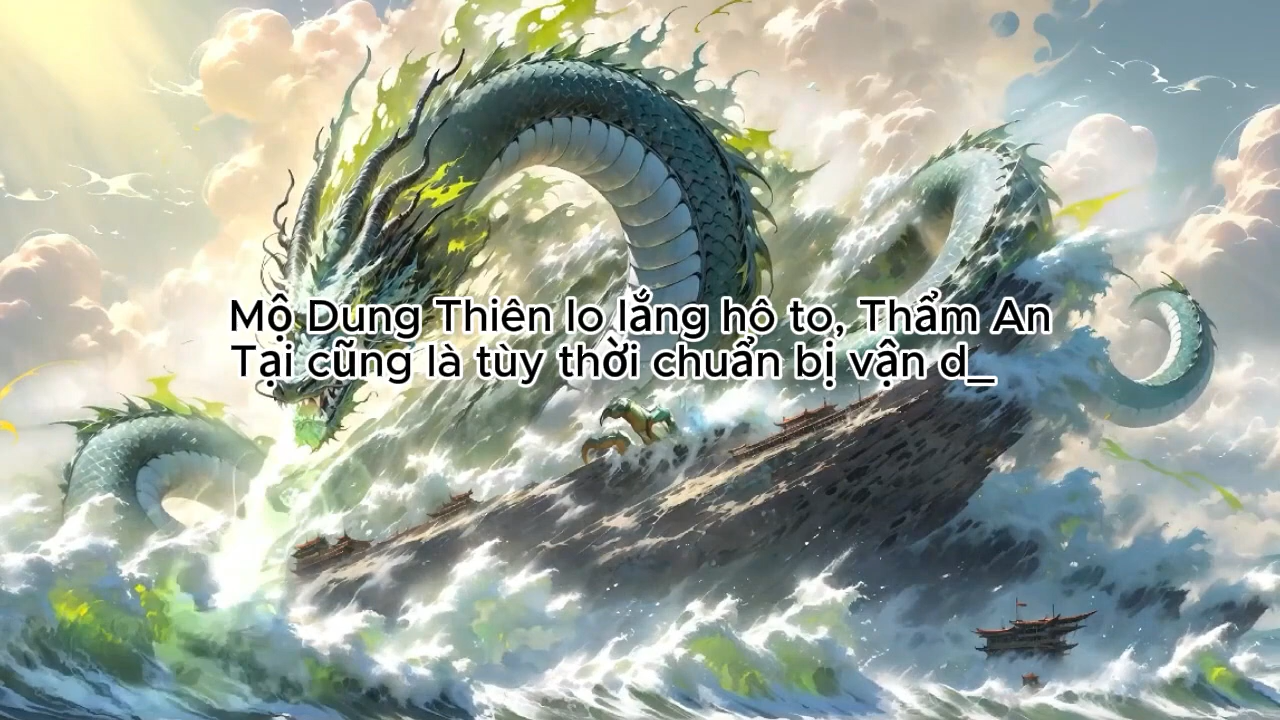 Mộ Dung Thiên lo lắng hô to, Thẩm An
Tại cũng là tùy thời chuẩn bị vận d_